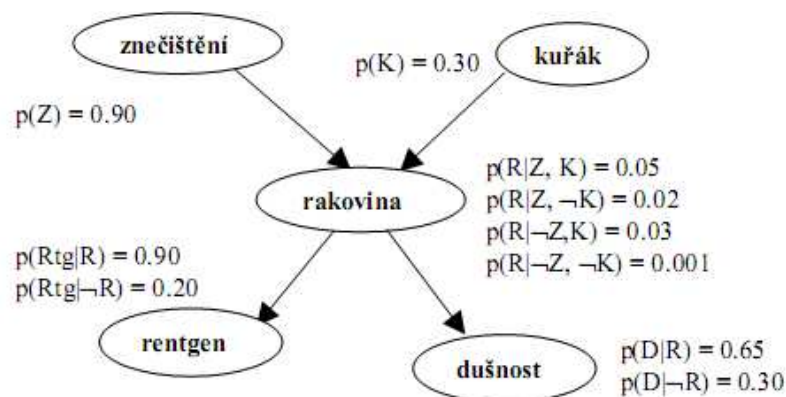 znečištění
kuřák
p(K) = 0.30
p(Z) = 0.90
rakovina
p(R|Z, K) = 0.05
p(R|Z, ¬K) = 0.02
p(R|¬Z,K) = 0.03
p(R|¬Z, ¬K) = 0.001
p(Rtg|R) = 0.90
p(Rtg|¬R) = 0.20
rentgen
dušnost
p(D|R) = 0.65
p(D|¬R) = 0.30